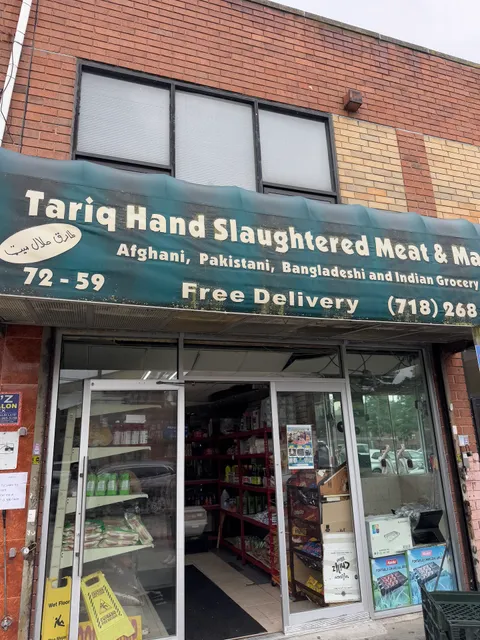 Tariq Hand Slaughtered Meat & Ma
طارق حلال میٹ
Afghani, Pakistani, Bangladeshi and Indian Grocery
72-59
Free Delivery
(718) 268
Wet Floor